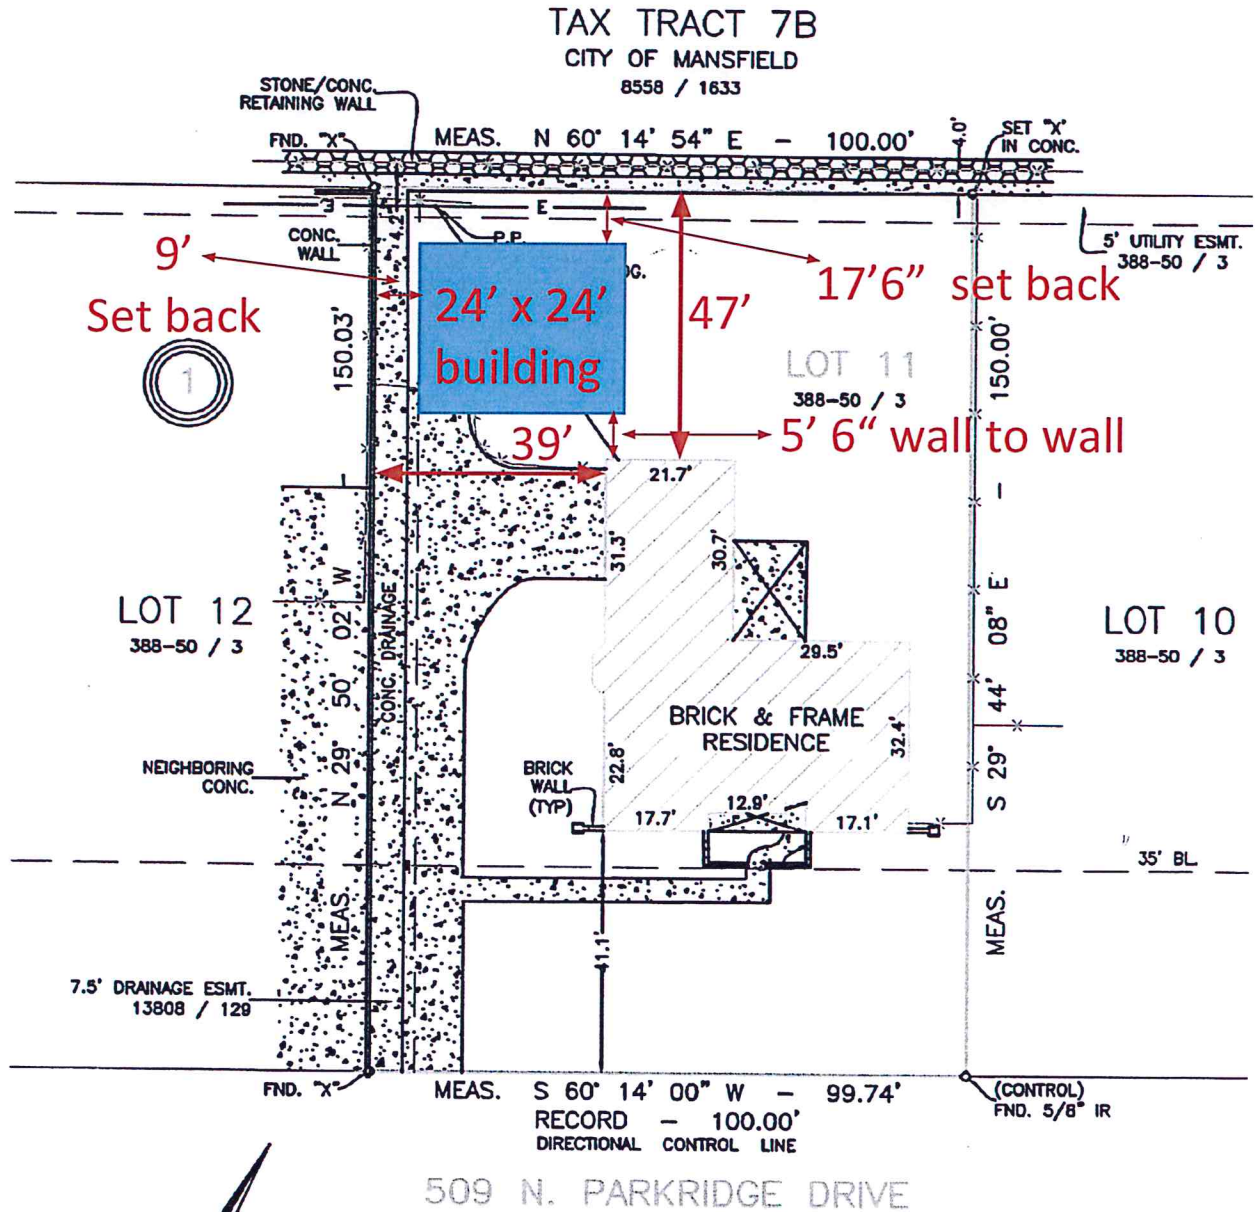 TAX TRACT 7B
CITY OF MANSFIELD
8558 / 1633
STONE/CONC.
RETAINING WALL
FND. "X"
MEAS. N 60° 14' 54" E - 100.00'
4.0'
SET "X"
IN CONC.
E
E
4.2'
CONC.
WALL
P.P.
5' UTILITY ESMT.
388-50 / 3
9'
Set back
17'6" set back
24' x 24'
building
47'
150.03'
1
LOT 11
388-50 / 3
150.00'
39'
5' 6" wall to wall
21.7'
31.3'
30.7'
LOT 12
388-50 / 3
CONC. DRAINAGE
29.5'
LOT 10
388-50 / 3
MEAS. N 29° 50' 02" W -
MEAS. S 29° 44' 08" E -
BRICK & FRAME
RESIDENCE
32.4'
22.8'
NEIGHBORING
CONC.
BRICK
WALL
(TYP)
12.9'
17.7'
17.1'
35' BL
41.1'
7.5' DRAINAGE ESMT.
13808 / 129
FND. "X"
MEAS. S 60° 14' 00" W - 99.74'
RECORD - 100.00'
DIRECTIONAL CONTROL LINE
(CONTROL)
FND. 5/8" IR
509 N. PARKRIDGE DRIVE